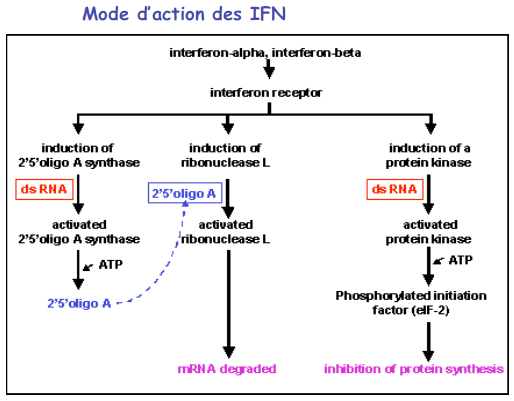 Mode d'action des IFN
interferon-alpha, interferon-beta
interferon receptor
induction of
2'5'oligo A synthase
induction of
ribonuclease L
induction of a
protein kinase
ds RNA
2'5'oligo A
ds RNA
activated
2'5'oligo A synthase
activated
ribonuclease L
activated
protein kinase
ATP
ATP
2'5'oligo A
Phosphorylated initiation
factor (eIF-2)
mRNA degraded
inhibition of protein synthesis